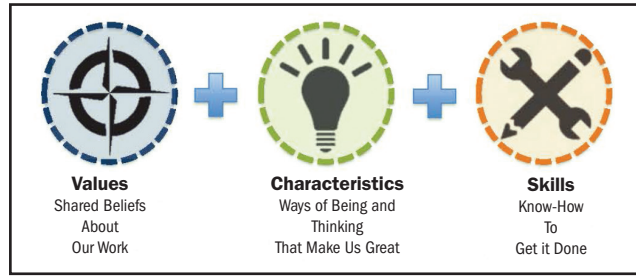 Values
Shared Beliefs
About
Our Work
Characteristics
Ways of Being and
Thinking
That Make Us Great
Skills
Know-How
To
Get it Done